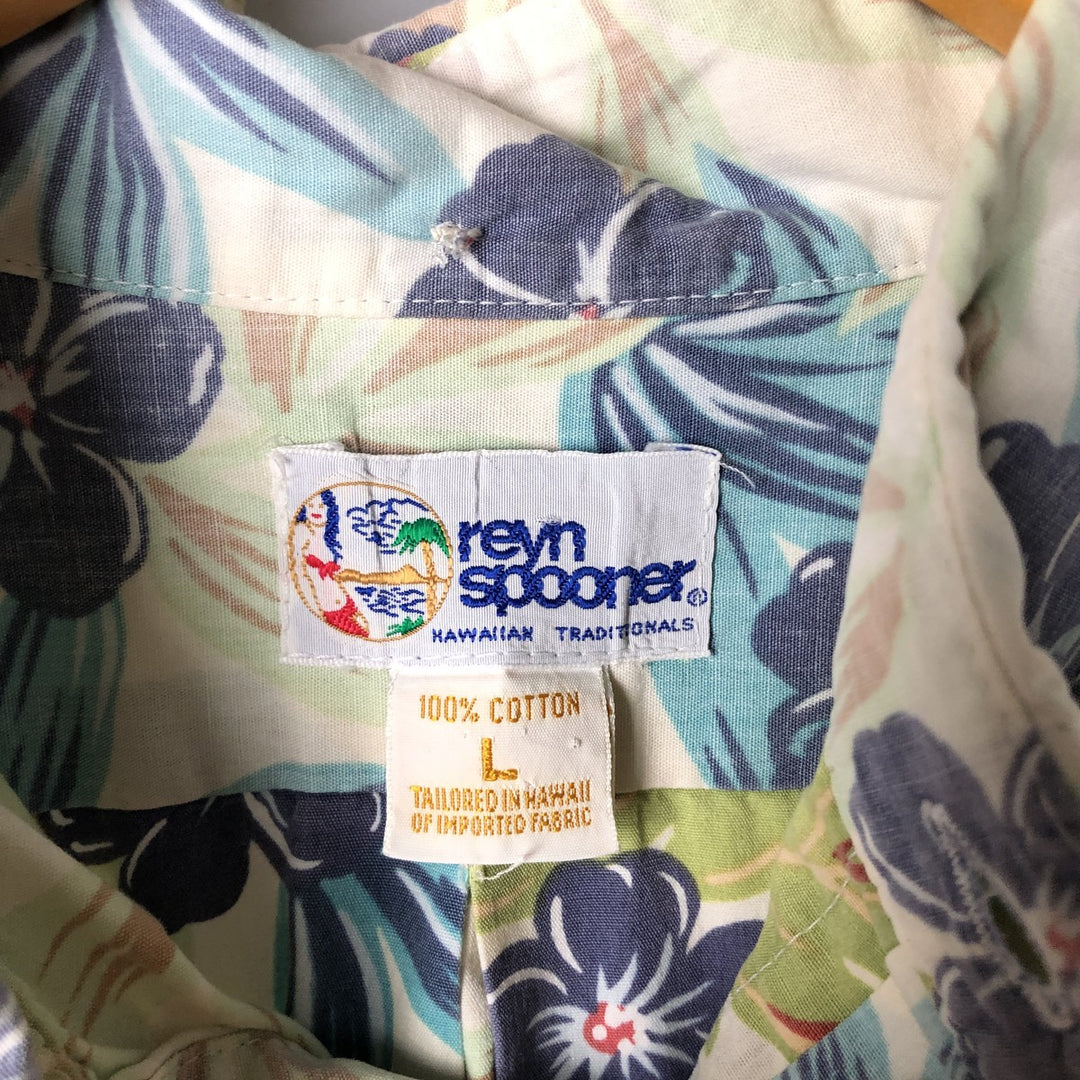 reyn
spooner®
HAWAIIAN TRADITIONALS
100% COTTON
L
TAILORED IN HAWAII
OF IMPORTED FABRIC